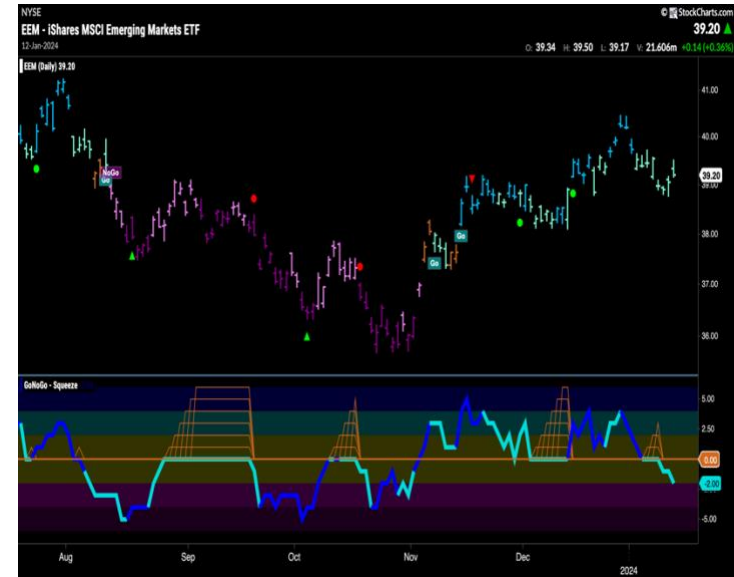 NYSE
© StockCharts.com
EEM - iShares MSCI Emerging Markets ETF
39.20
12-Jan-2024
O: 39.34 H: 39.50 L: 39.17 V: 21.606m +0.14 (+0.36%)
EEM (Daily) 39.20
41.00
40.00
NoGo
Go
39.20
39.00
38.00
Go
Go
37.00
36.00
GoNoGo - Squeeze
5.00
2.50
0.00
-2.00
-5.00
Aug Sep Oct Nov Dec
2024